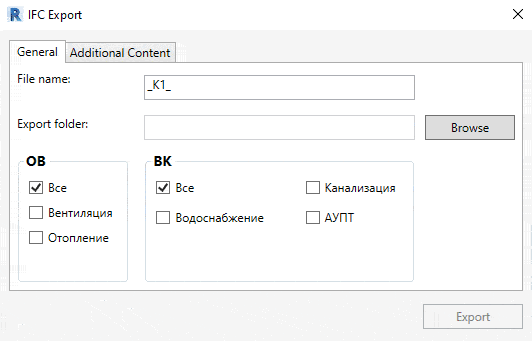 IFC Export
General
Additional Content
File name:
_K1_
Export folder:
Browse
ОВ
Все
Вентиляция
Отопление
ВК
Все
Канализация
Водоснабжение
АУПТ
Export